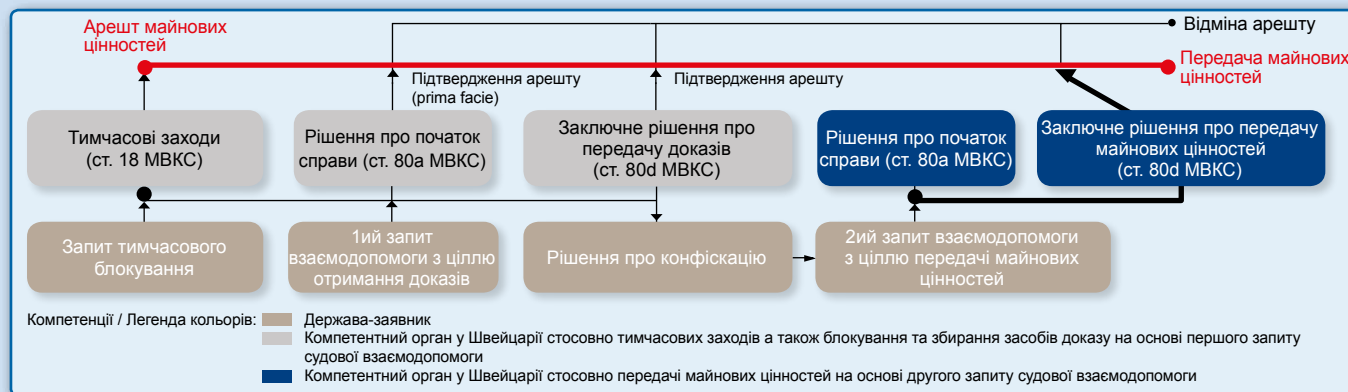 Арешт майнових
цінностей
Відміна арешту
Передача майнових
цінностей
Підтвердження арешту
(prima facie)
Підтвердження арешту
Тимчасові заходи
(ст. 18 МВКС)
Рішення про початок
справи (ст. 80a МВКС)
Заключне рішення про
передачу доказів
(ст. 80d МВКС)
Рішення про початок
справи (ст. 80a МВКС)
Заключне рішення про передачу
майнових цінностей
(ст. 80d МВКС)
Запит тимчасового
блокування
1ий запит
взаємодопомоги з ціллю
отримання доказів
Рішення про конфіскацію
2ий запит взаємодопомоги
з ціллю передачі майнових
цінностей
Компетенції / Легенда кольорів:
Держава-заявник
Компетентний орган у Швейцарії стосовно тимчасових заходів а також блокування та збирання засобів доказу на основі першого запиту
судової взаємодопомоги
Компетентний орган у Швейцарії стосовно передачі майнових цінностей на основі другого запиту судової взаємодопомоги